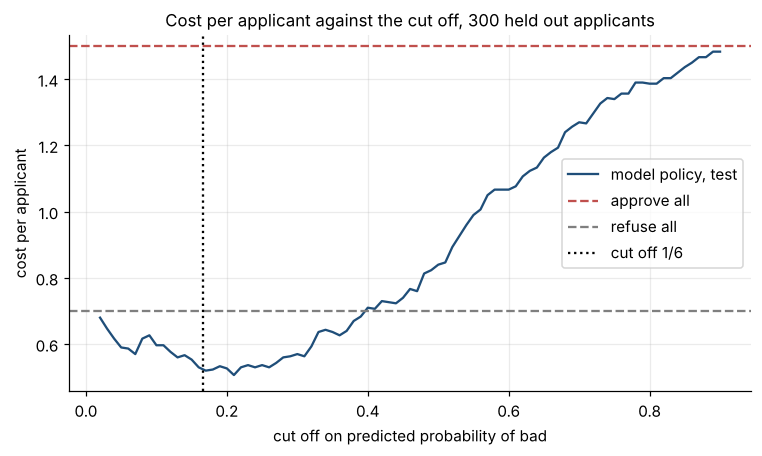 Cost per applicant against the cut off, 300 held out applicants
cost per applicant
1.4
1.2
1.0
0.8
0.6
model policy, test
approve all
refuse all
cut off 1/6
0.0 0.2 0.4 0.6 0.8
cut off on predicted probability of bad